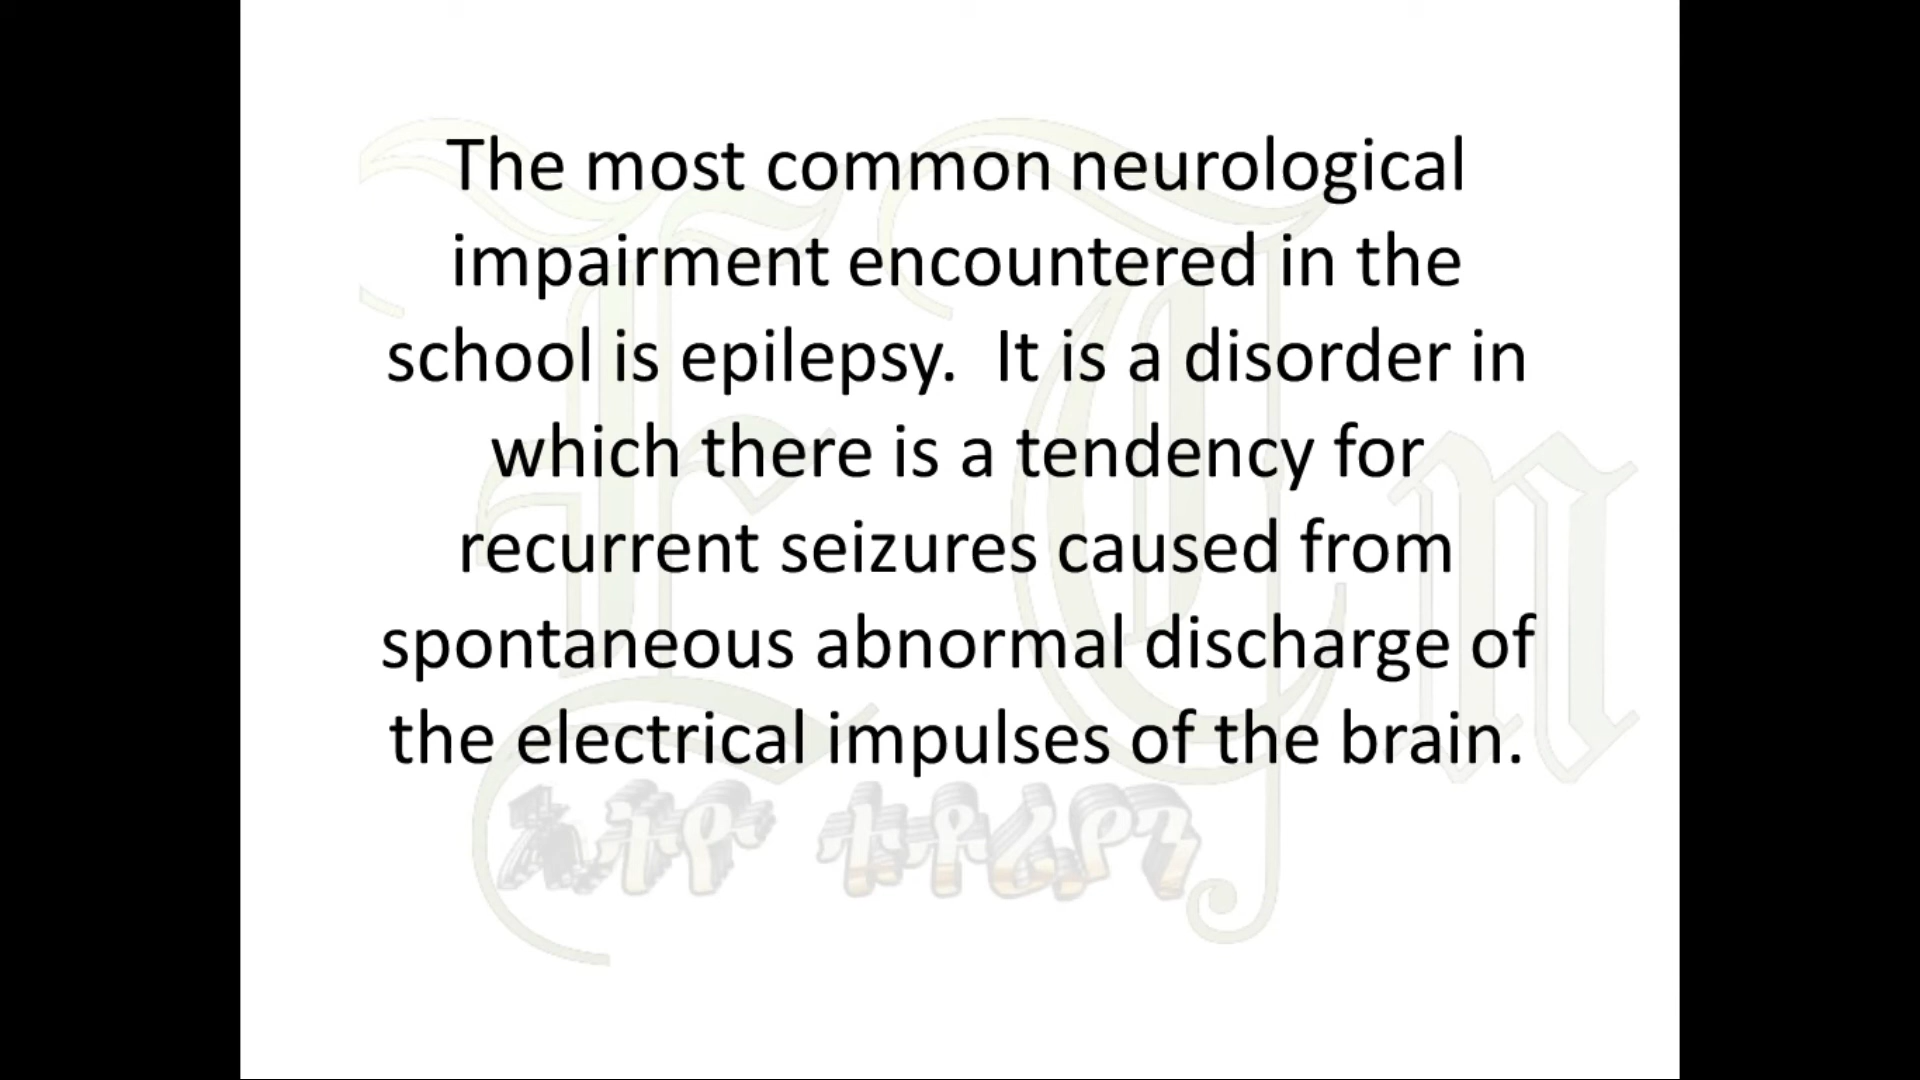 The most common neurological
impairment encountered in the
school is epilepsy.  It is a disorder in
which there is a tendency for
recurrent seizures caused from
spontaneous abnormal discharge of
the electrical impulses of the brain.